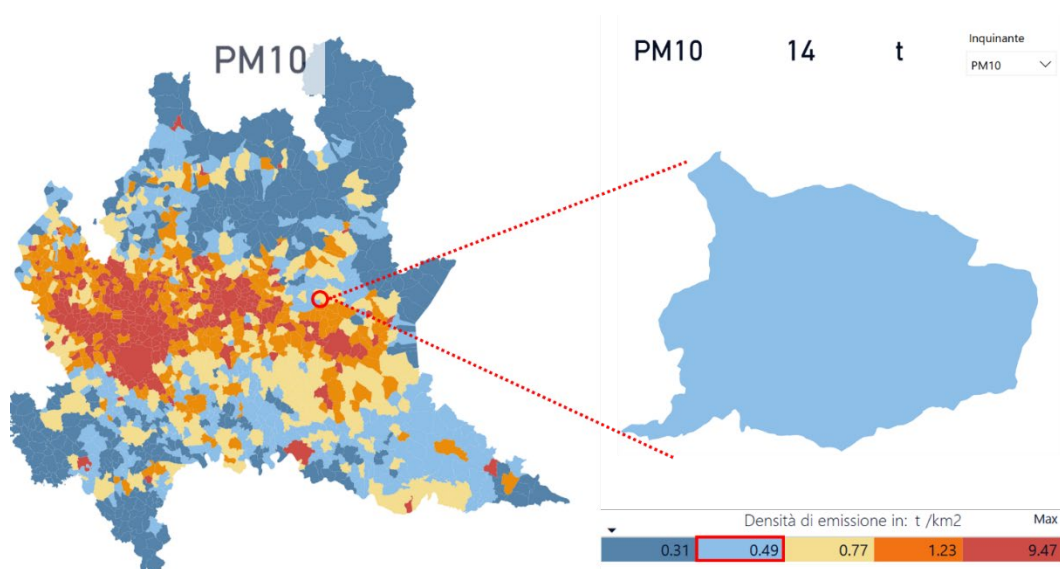 PM10
PM10 14 t
Inquinante
PM10
Densità di emissione in: t /km2 Max
0.31 0.49 0.77 1.23 9.47